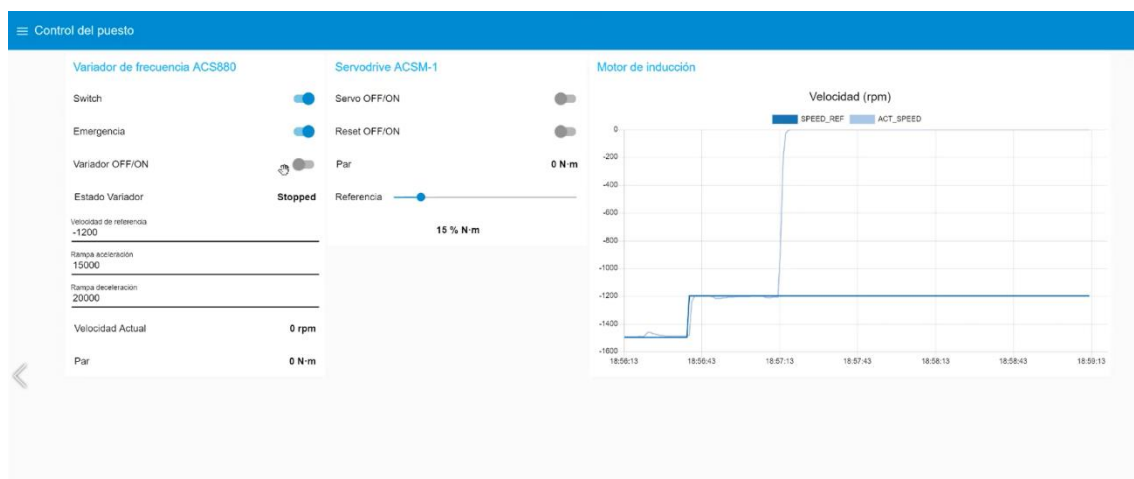 Control del puesto
Variador de frecuencia ACS880
Switch
Emergencia
Variador OFF/ON
Estado Variador Stopped
Velocidad de referencia
-1200
Rampa aceleración
15000
Rampa deceleración
20000
Velocidad Actual 0 rpm
Par 0 N·m
Servodrive ACSM-1
Servo OFF/ON
Reset OFF/ON
Par 0 N·m
Referencia
15 % N·m
Motor de inducción
Velocidad (rpm)
SPEED_REF ACT_SPEED
0
-200
-400
-600
-800
-1000
-1200
-1400
-1600
18:56:13 18:56:43 18:57:13 18:57:43 18:58:13 18:58:43 18:59:13